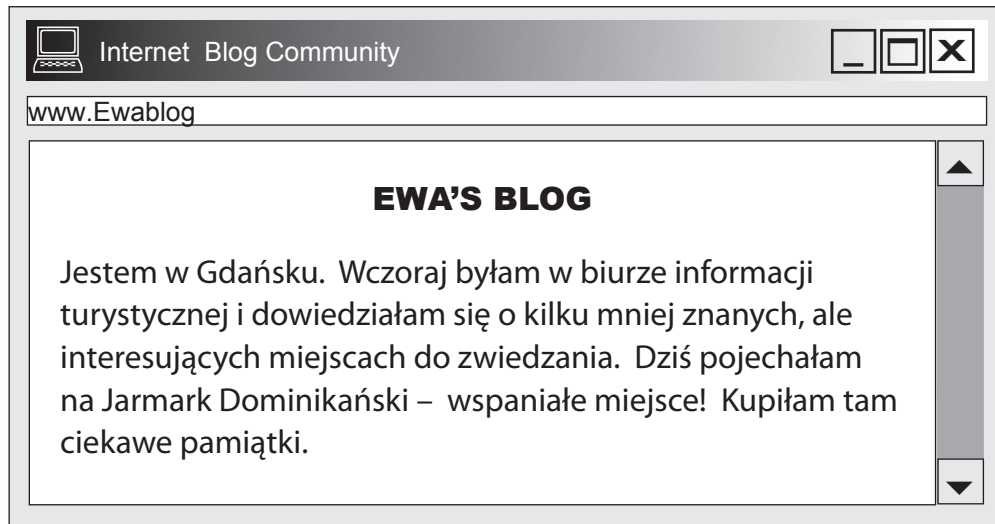 Internet Blog Community
www.Ewablog
EWA’S BLOG
Jestem w Gdańsku. Wczoraj byłam w biurze informacji
turystycznej i dowiedziałam się o kilku mniej znanych, ale
interesujących miejscach do zwiedzania. Dziś pojechałam
na Jarmark Dominikański – wspaniałe miejsce! Kupiłam tam
ciekawe pamiątki.